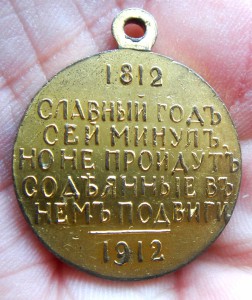 1812
СЛАВНЫЙ ГОДЪ
СЕЙ МИНУЛЪ,
НО НЕ ПРОЙДУТЪ
СОДѢЯННЫЕ ВЪ
НЕМЪ ПОДВИГИ
1912